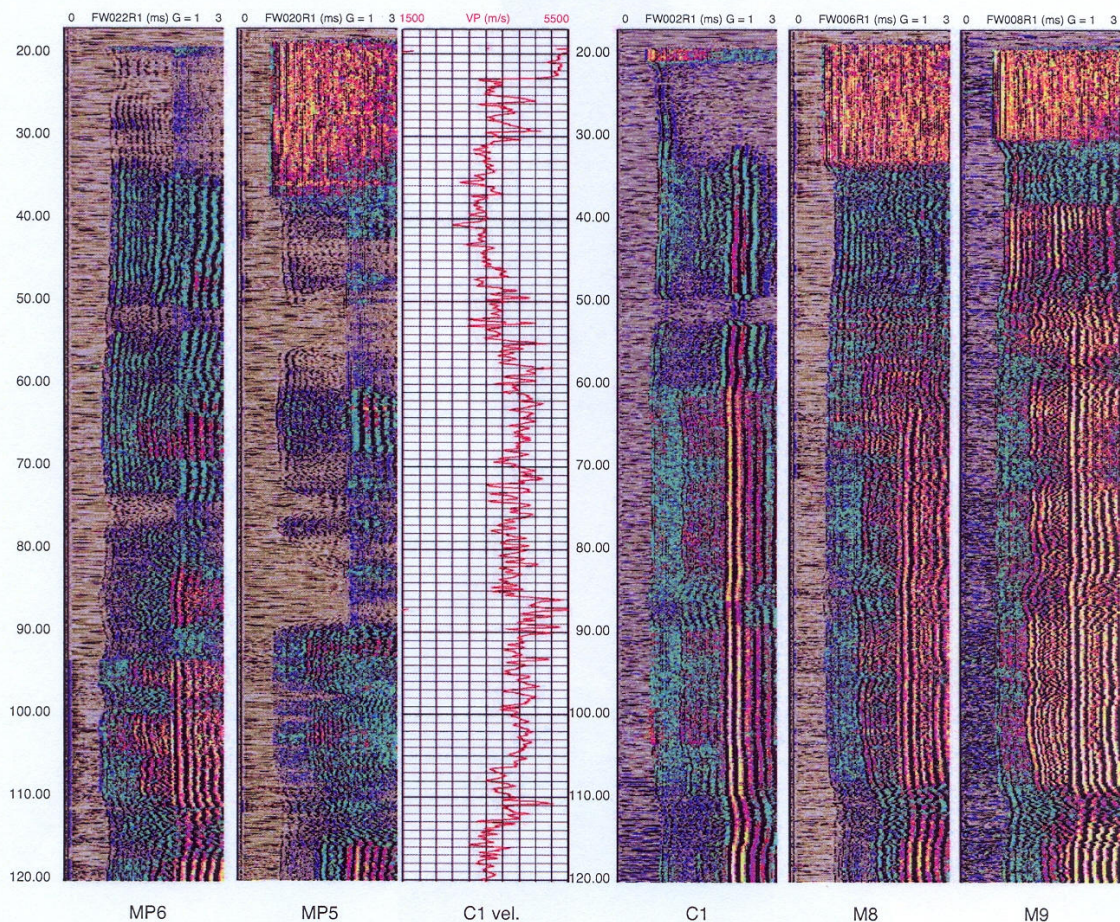 0 FW022R1 (ms) G = 1 3
0 FW020R1 (ms) G = 1 3
1500 VP (m/s) 5500
0 FW002R1 (ms) G = 1 3
0 FW006R1 (ms) G = 1 3
0 FW008R1 (ms) G = 1 3
20.00 20.00
30.00 30.00
40.00 40.00
50.00 50.00
60.00 60.00
70.00 70.00
80.00 80.00
90.00 90.00
100.00 100.00
110.00 110.00
120.00 120.00
MP6 MP5 C1 vel. C1 M8 M9